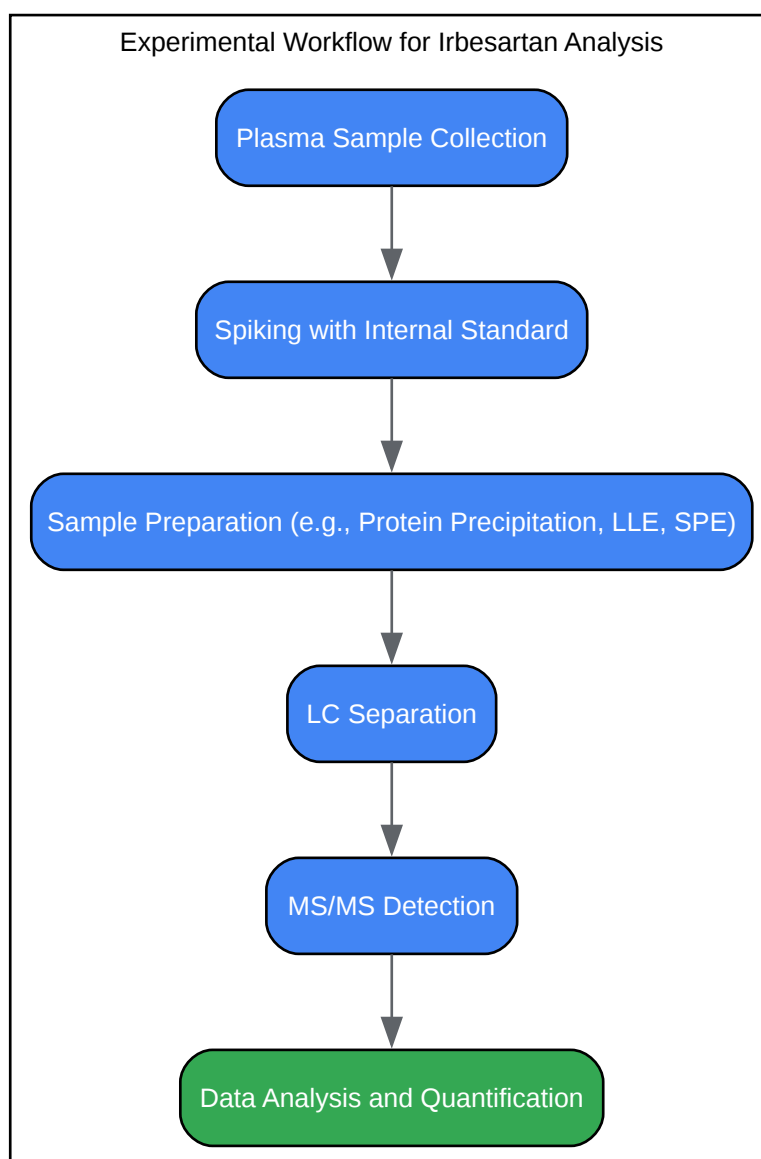 Experimental Workflow for Irbesartan Analysis
Plasma Sample Collection
Spiking with Internal Standard
Sample Preparation (e.g., Protein Precipitation, LLE, SPE)
LC Separation
MS/MS Detection
Data Analysis and Quantification